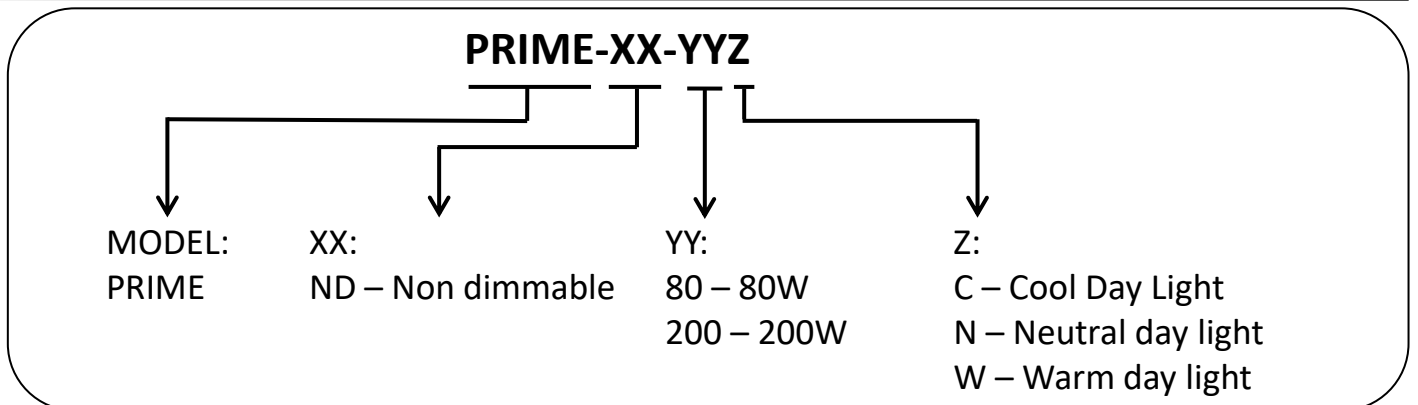 PRIME-XX-YYZ
MODEL: XX: YY: Z:
PRIME ND – Non dimmable 80 – 80W C – Cool Day Light
200 – 200W N – Neutral day light
W – Warm day light